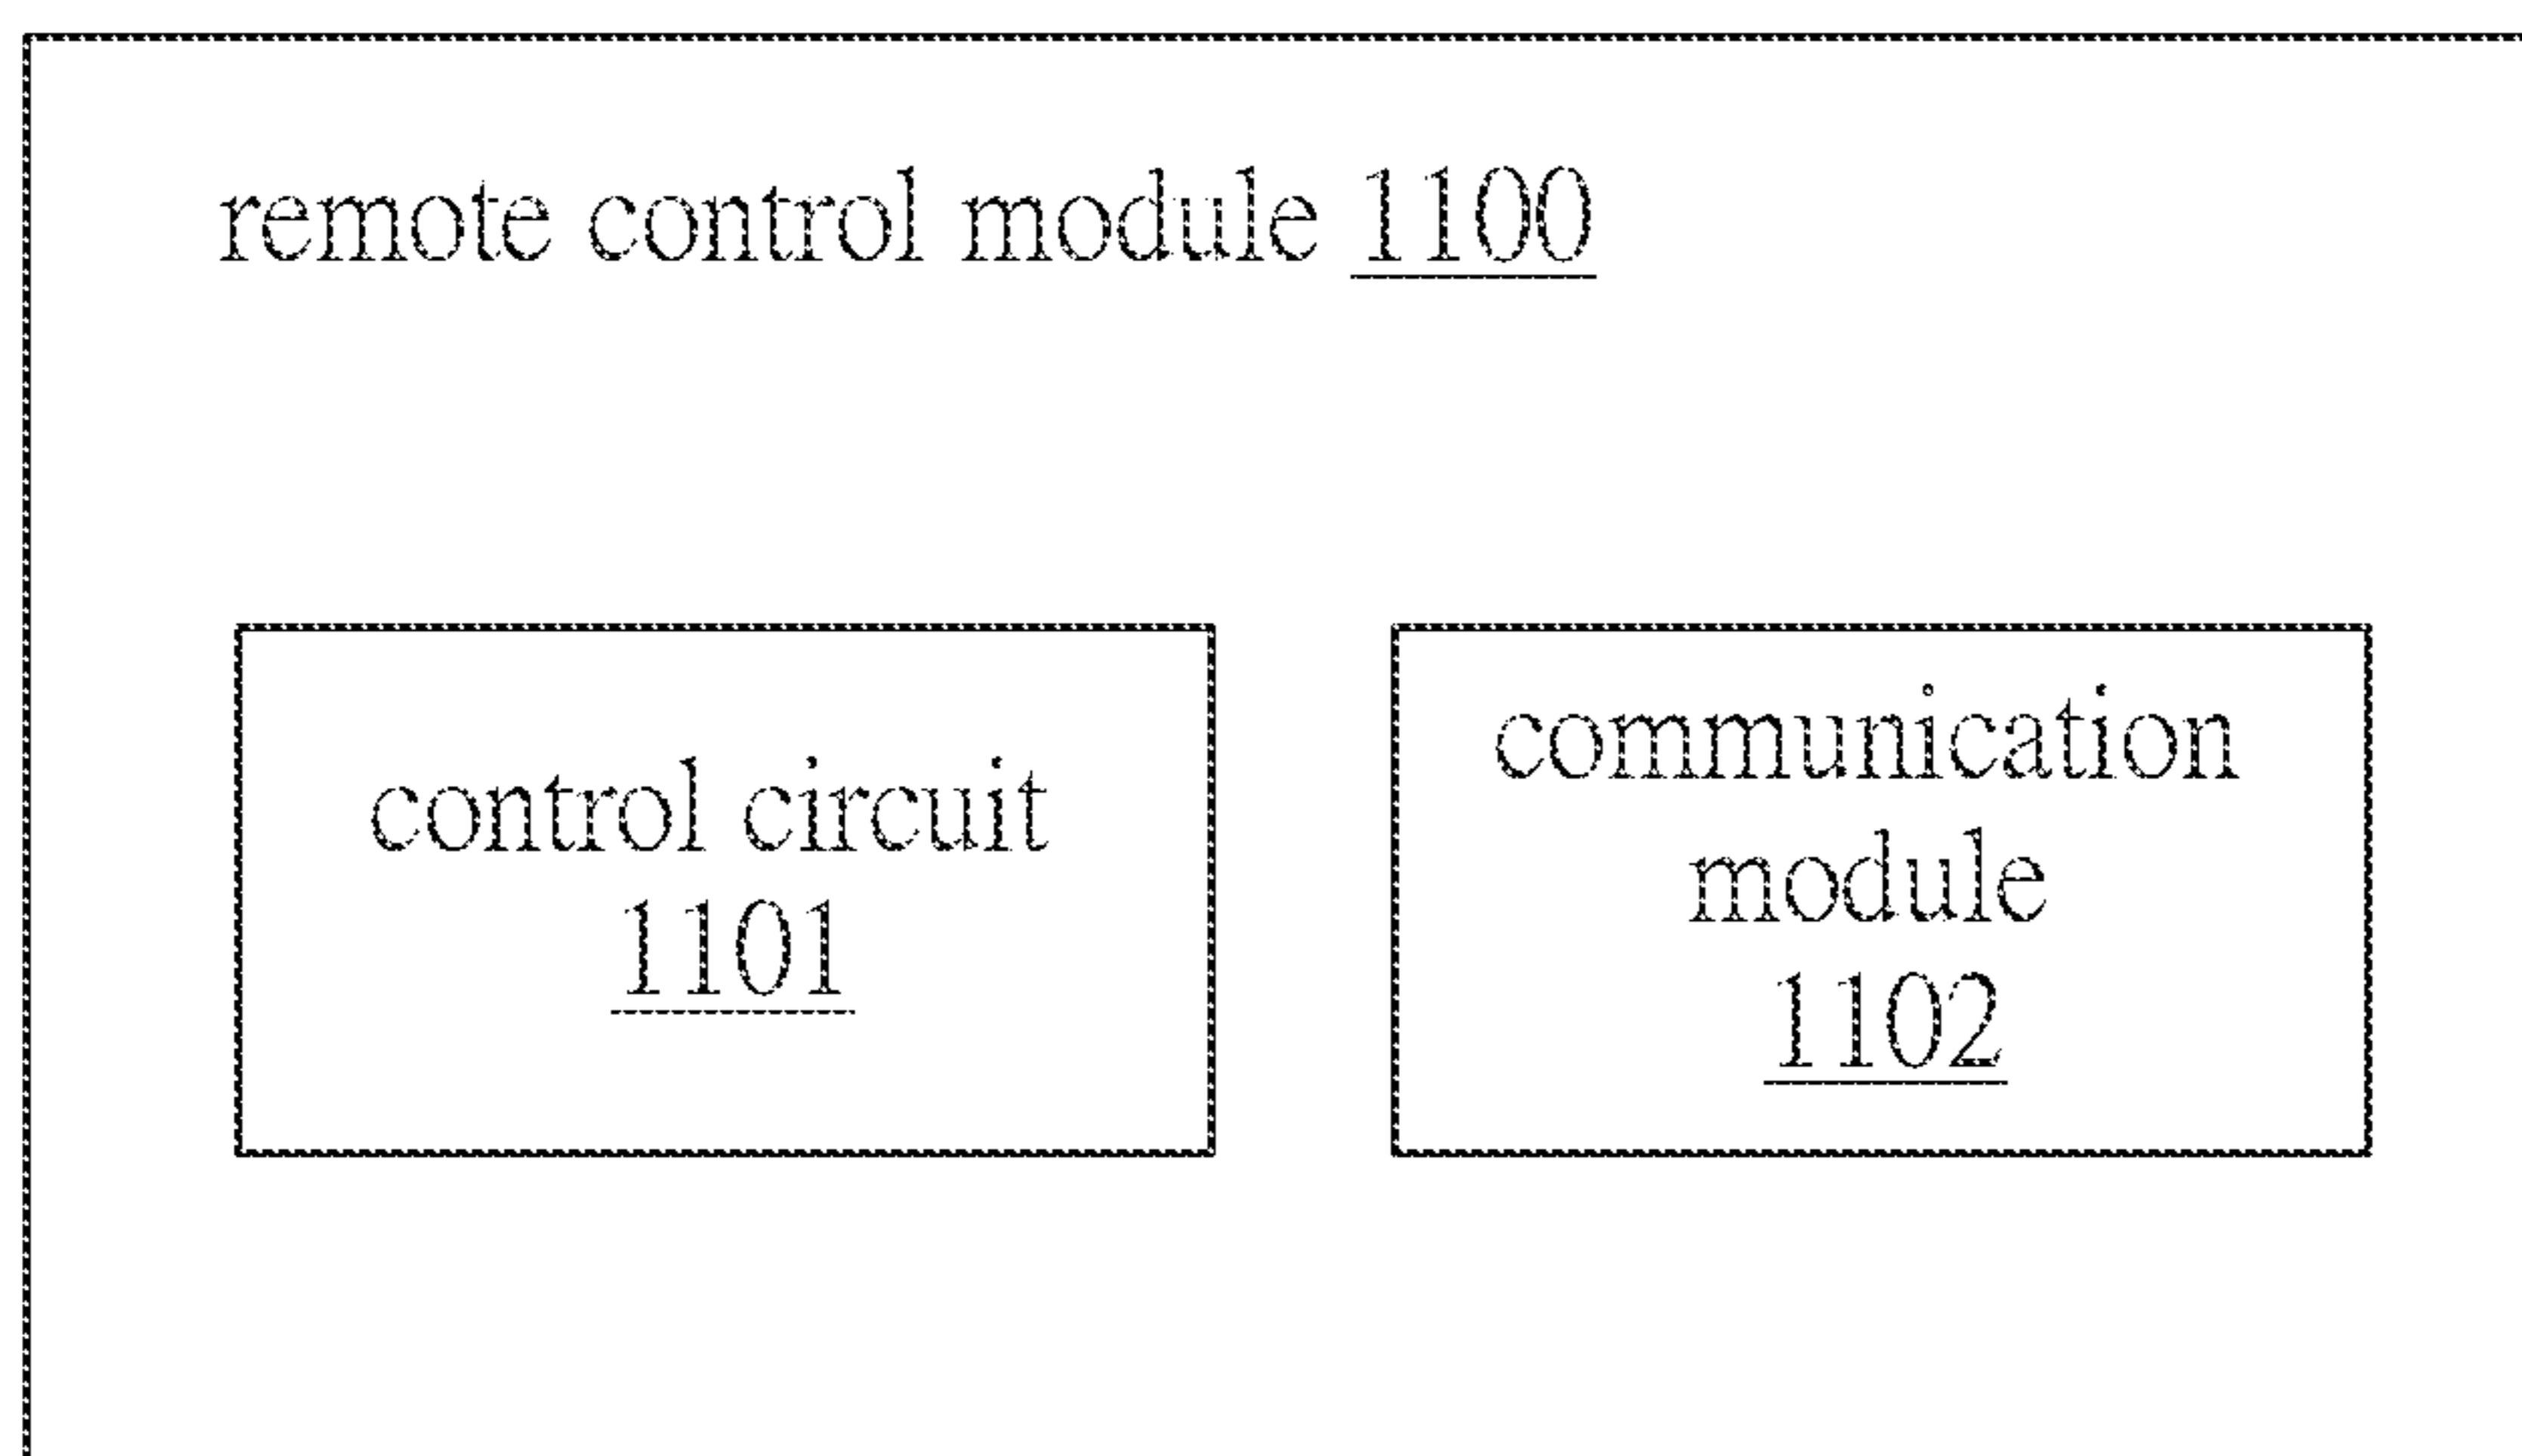 remote control module 1100
control circuit
1101
communication
module
1102